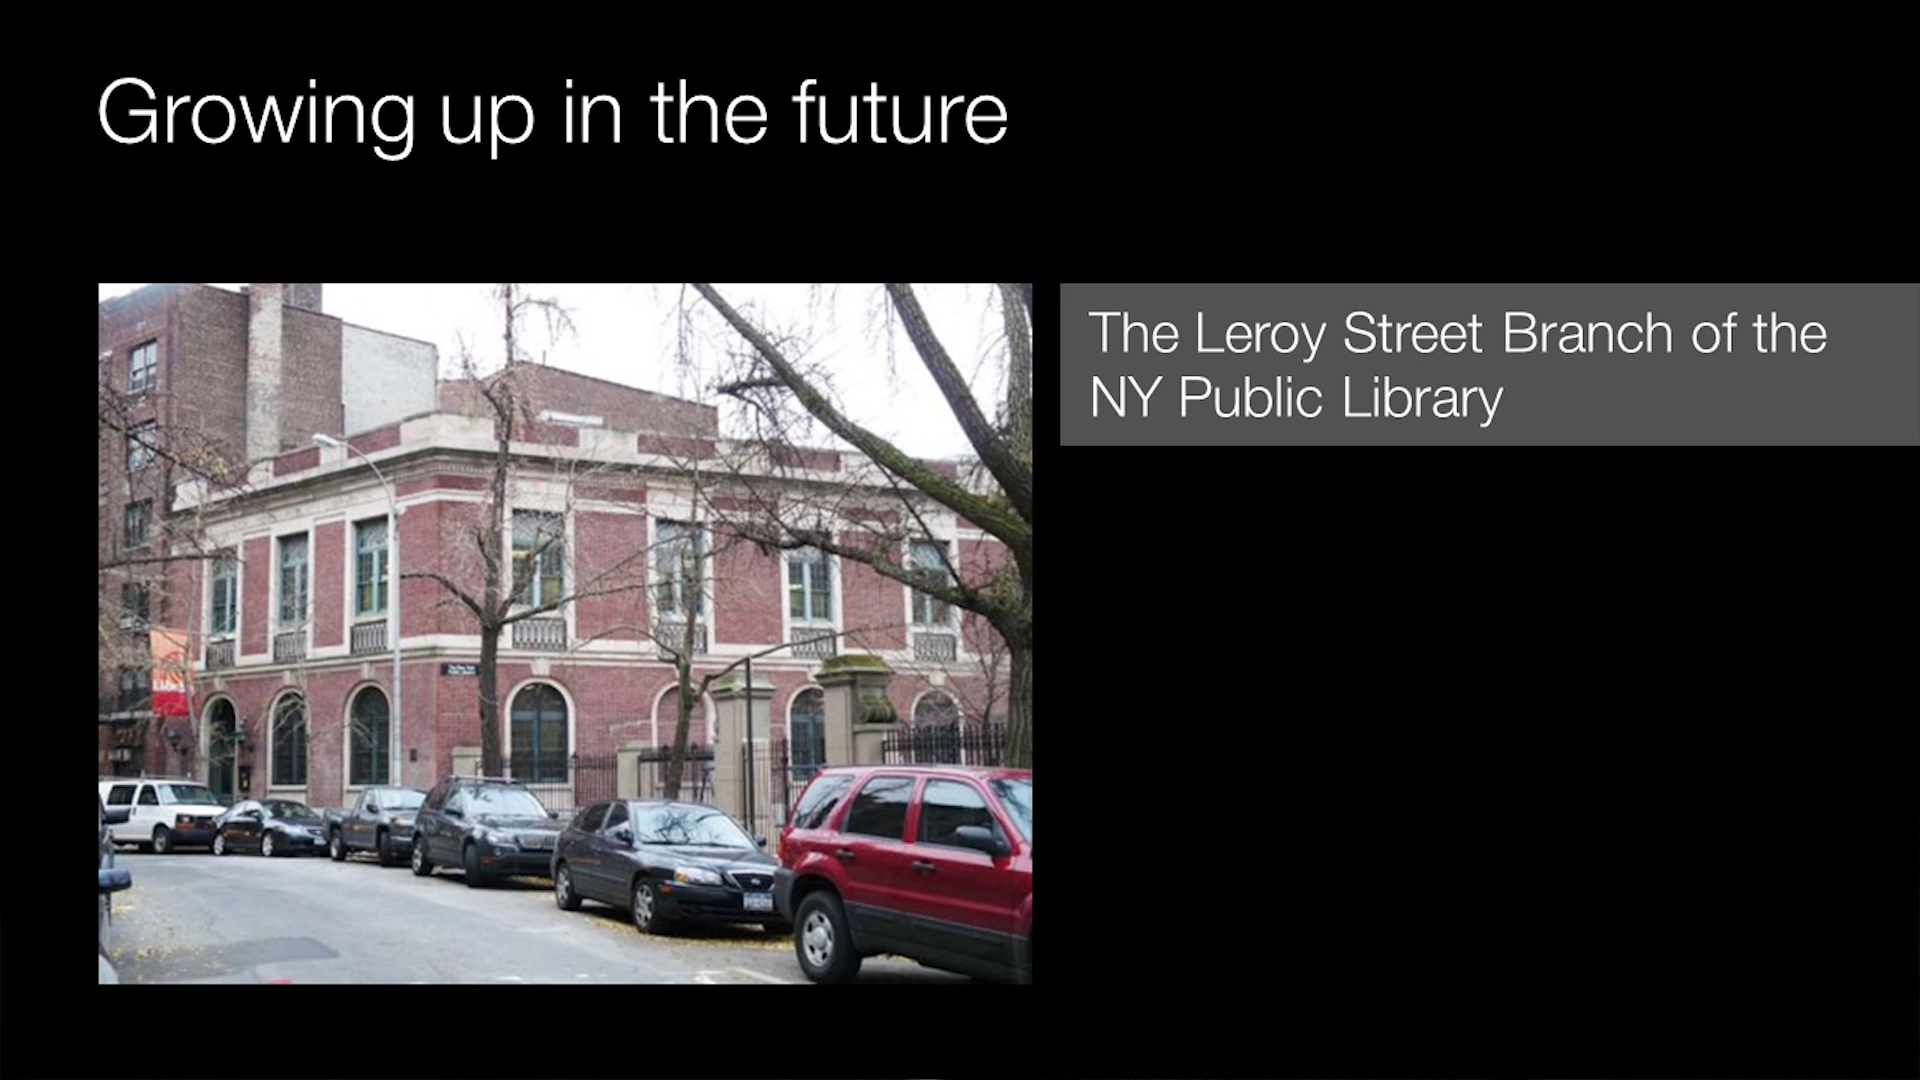 Growing up in the future
The Leroy Street Branch of the
NY Public Library